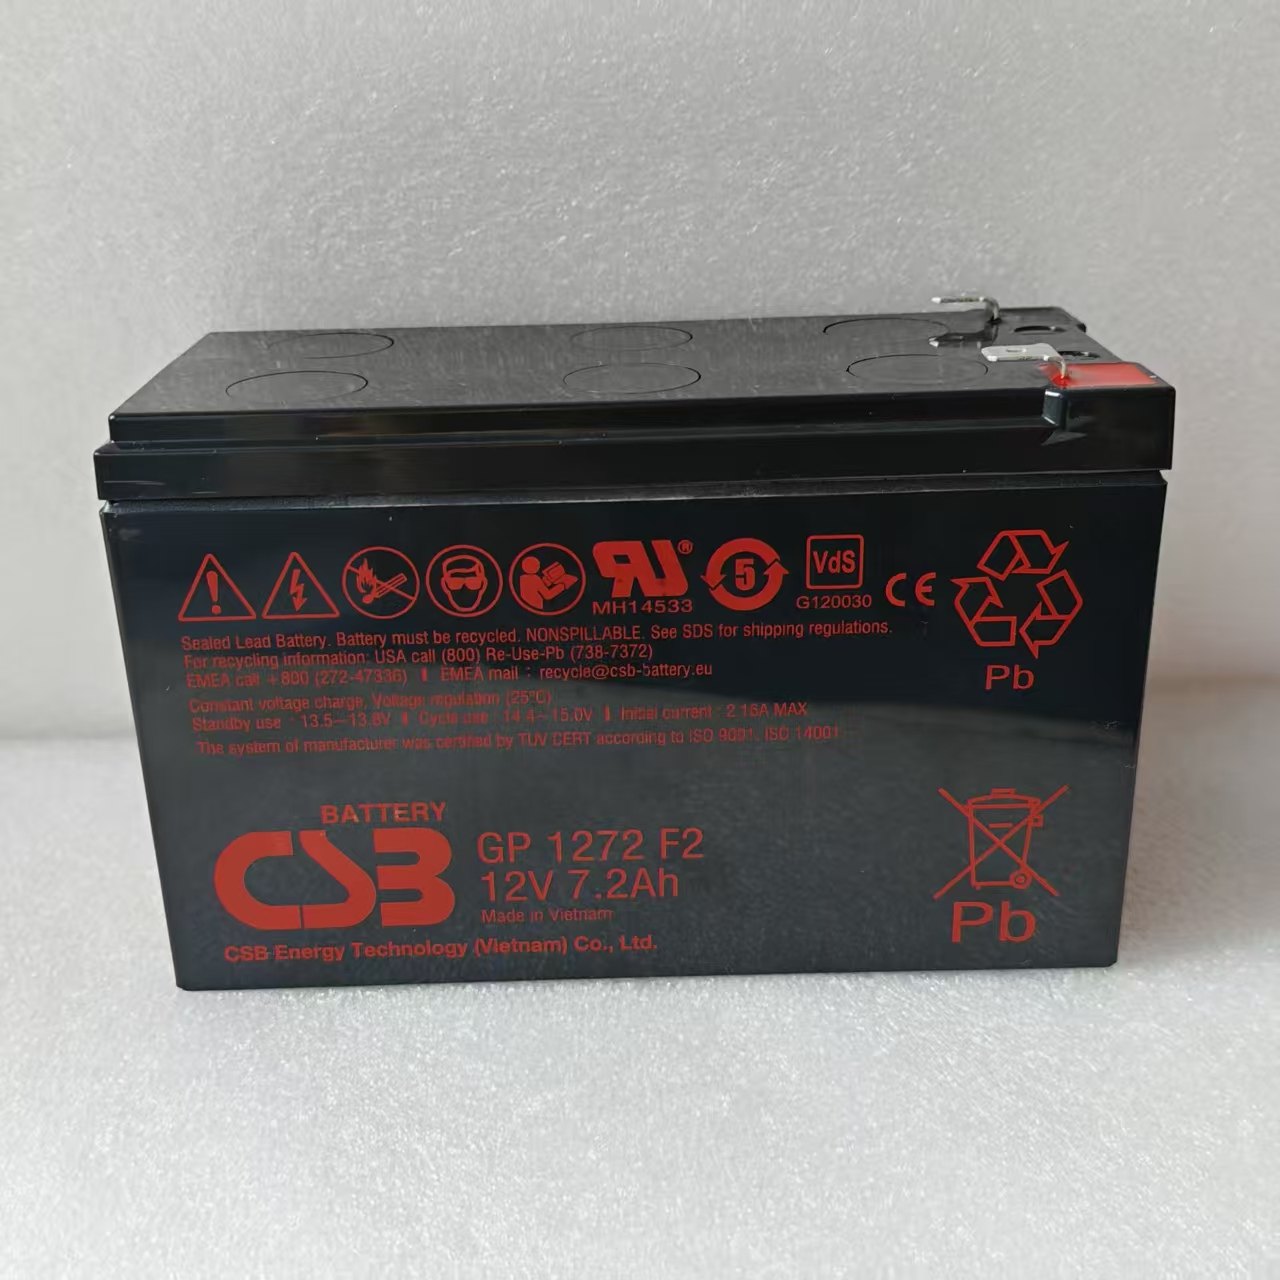 RU®
MH14533
5
VdS
G120030
CE
Sealed Lead Battery. Battery must be recycled. NONSPILLABLE. See SDS for shipping regulations.
For recycling information: USA call (800) Re-Use-Pb (738-7372)
EMEA call +800 (272-47336) | EMEA mail : recycle@csb-battery.eu
Pb
Constant voltage charge, Voltage regulation (25°C)
Standby use : 13.5–13.8V | Cycle use : 14.4–15.0V | Initial current : 2.16A MAX
The system of manufacturer was certified by TUV CERT according to ISO 9001, ISO 14001
BATTERY
CSB
GP 1272 F2
12V 7.2Ah
Made in Vietnam
CSB Energy Technology (Vietnam) Co., Ltd.
Pb